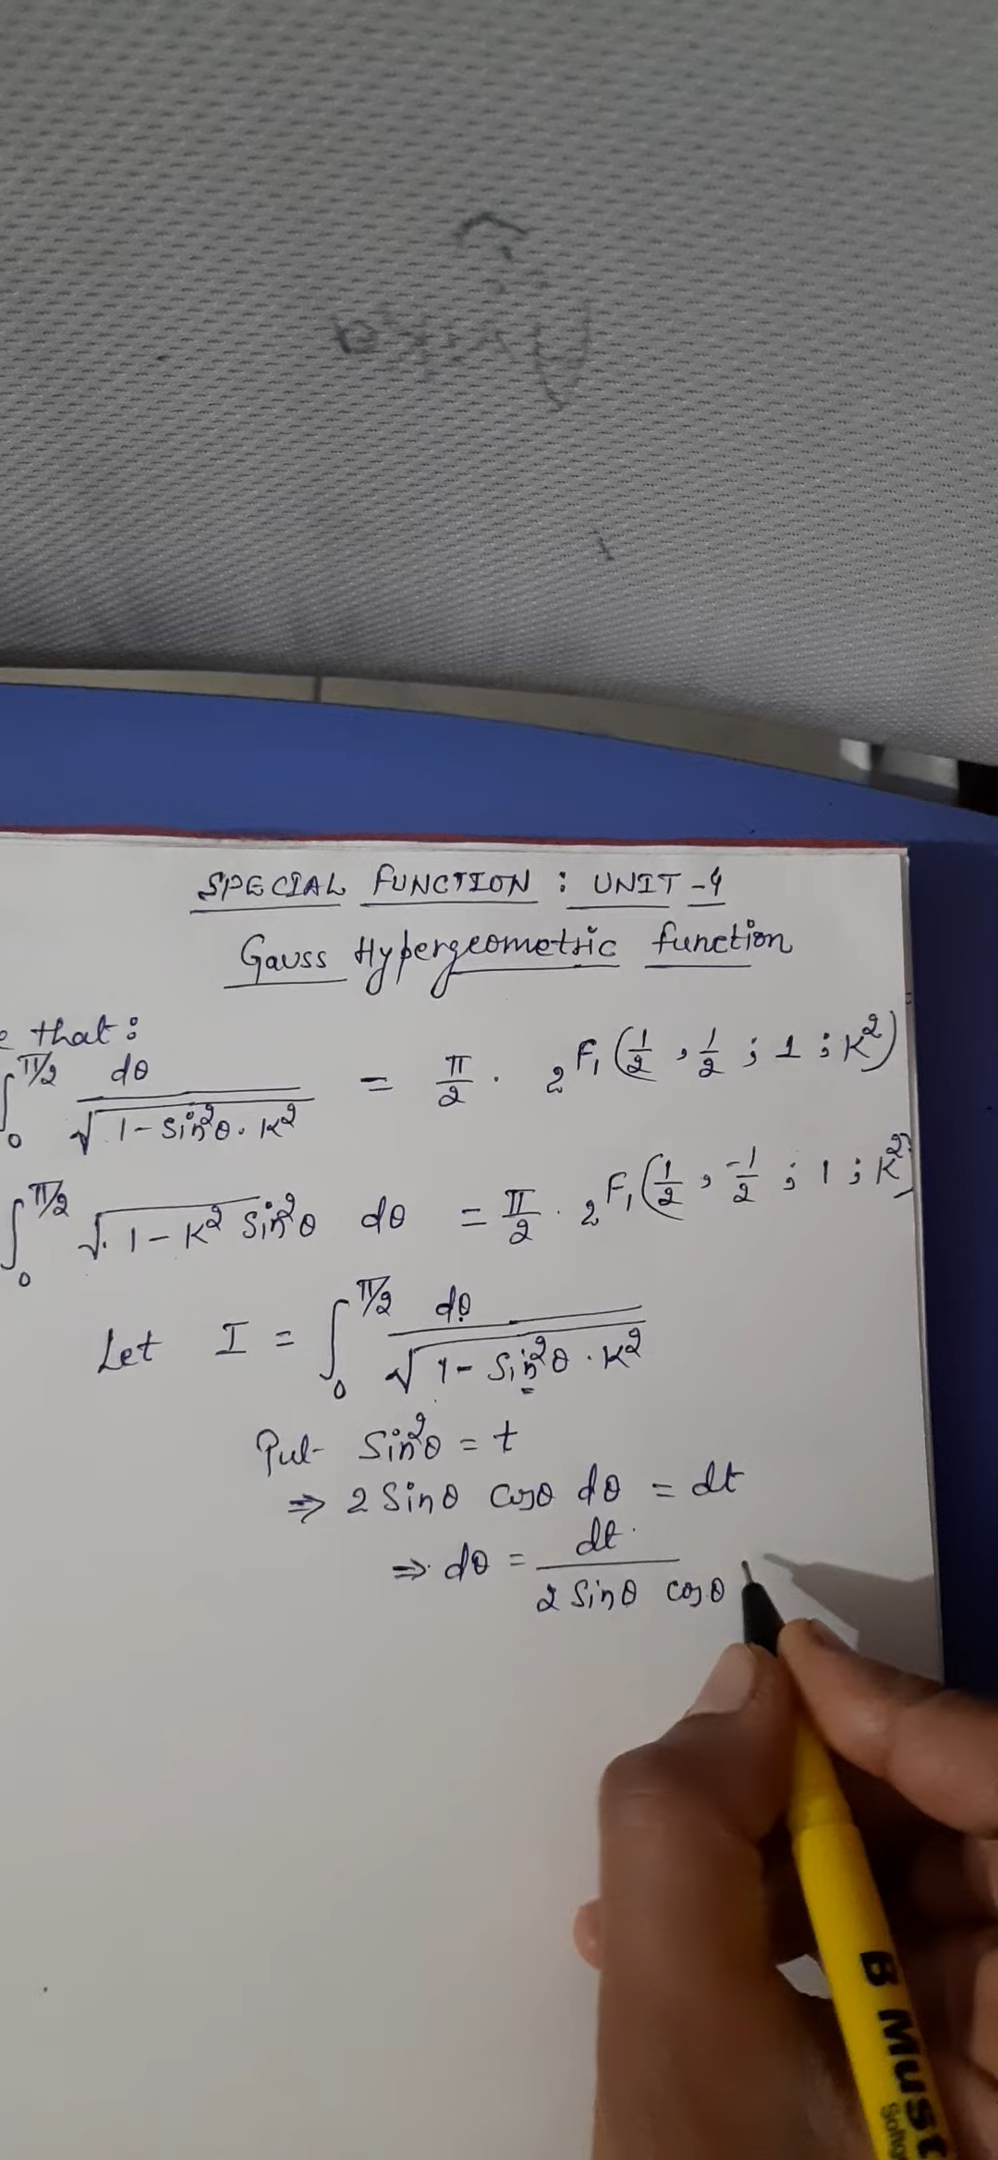 SPECIAL FUNCTION : UNIT-4
Gauss Hypergeometric function
that :
∫₀^π/2 dθ / √(1 - Sin²θ . K²) = π/2 . ₂F₁(1/2 , 1/2 ; 1 ; K²)
∫₀^π/2 √(1 - K² Sin²θ) dθ = π/2 . ₂F₁(1/2 , -1/2 ; 1 ; K²)
Let I = ∫₀^π/2 dθ / √(1 - Sin²θ . K²)
Put Sin²θ = t
⇒ 2 Sinθ cosθ dθ = dt
⇒ dθ = dt / 2 Sinθ cosθ
B Must